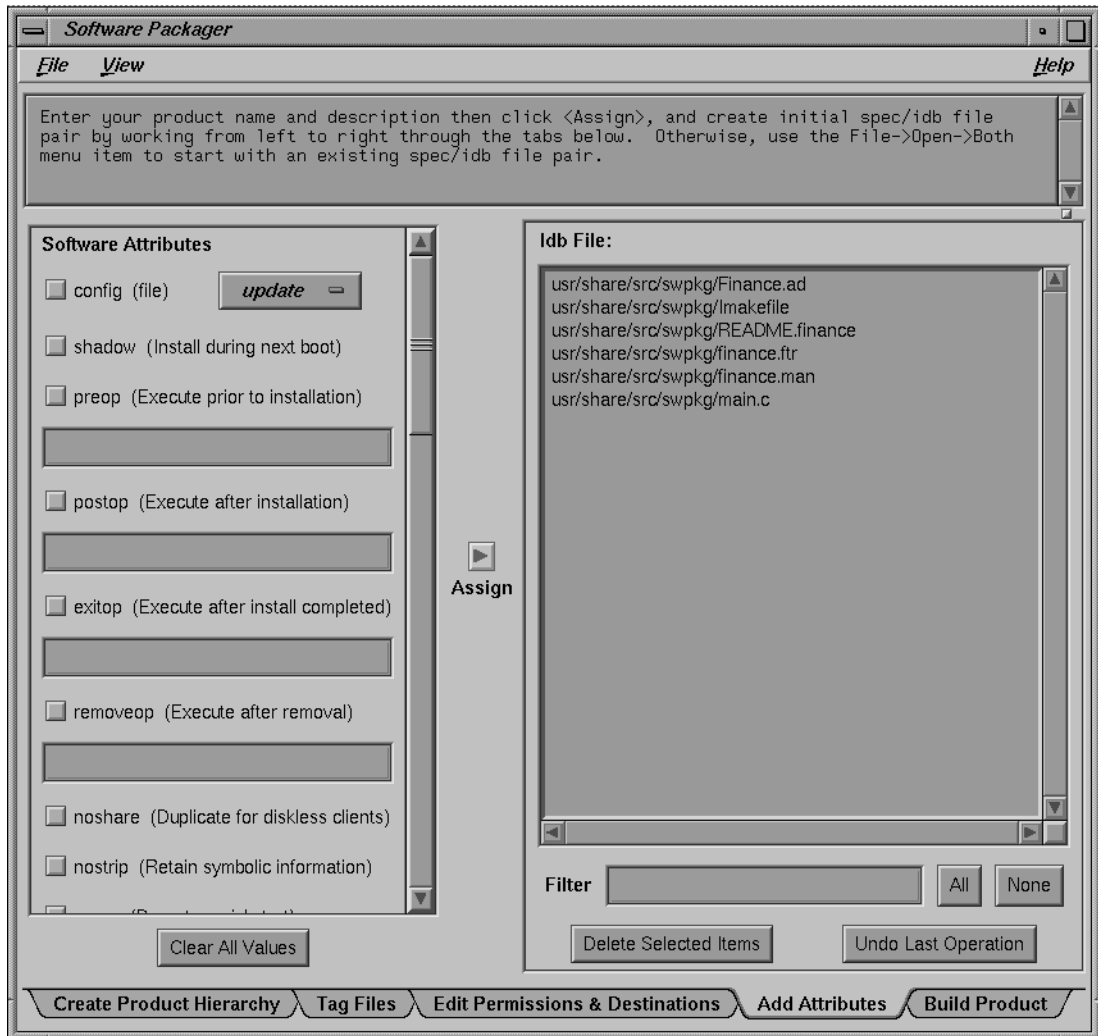 Software Packager
File View Help
Enter your product name and description then click <Assign>, and create initial spec/idb file
pair by working from left to right through the tabs below.  Otherwise, use the File->Open->Both
menu item to start with an existing spec/idb file pair.
Software Attributes
config (file) update
shadow (Install during next boot)
preop (Execute prior to installation)
postop (Execute after installation)
exitop (Execute after install completed)
removeop (Execute after removal)
noshare (Duplicate for diskless clients)
nostrip (Retain symbolic information)
Clear All Values
Assign
Idb File:
usr/share/src/swpkg/Finance.ad
usr/share/src/swpkg/Imakefile
usr/share/src/swpkg/README.finance
usr/share/src/swpkg/finance.ftr
usr/share/src/swpkg/finance.man
usr/share/src/swpkg/main.c
Filter All None
Delete Selected Items Undo Last Operation
Create Product Hierarchy Tag Files Edit Permissions & Destinations Add Attributes Build Product